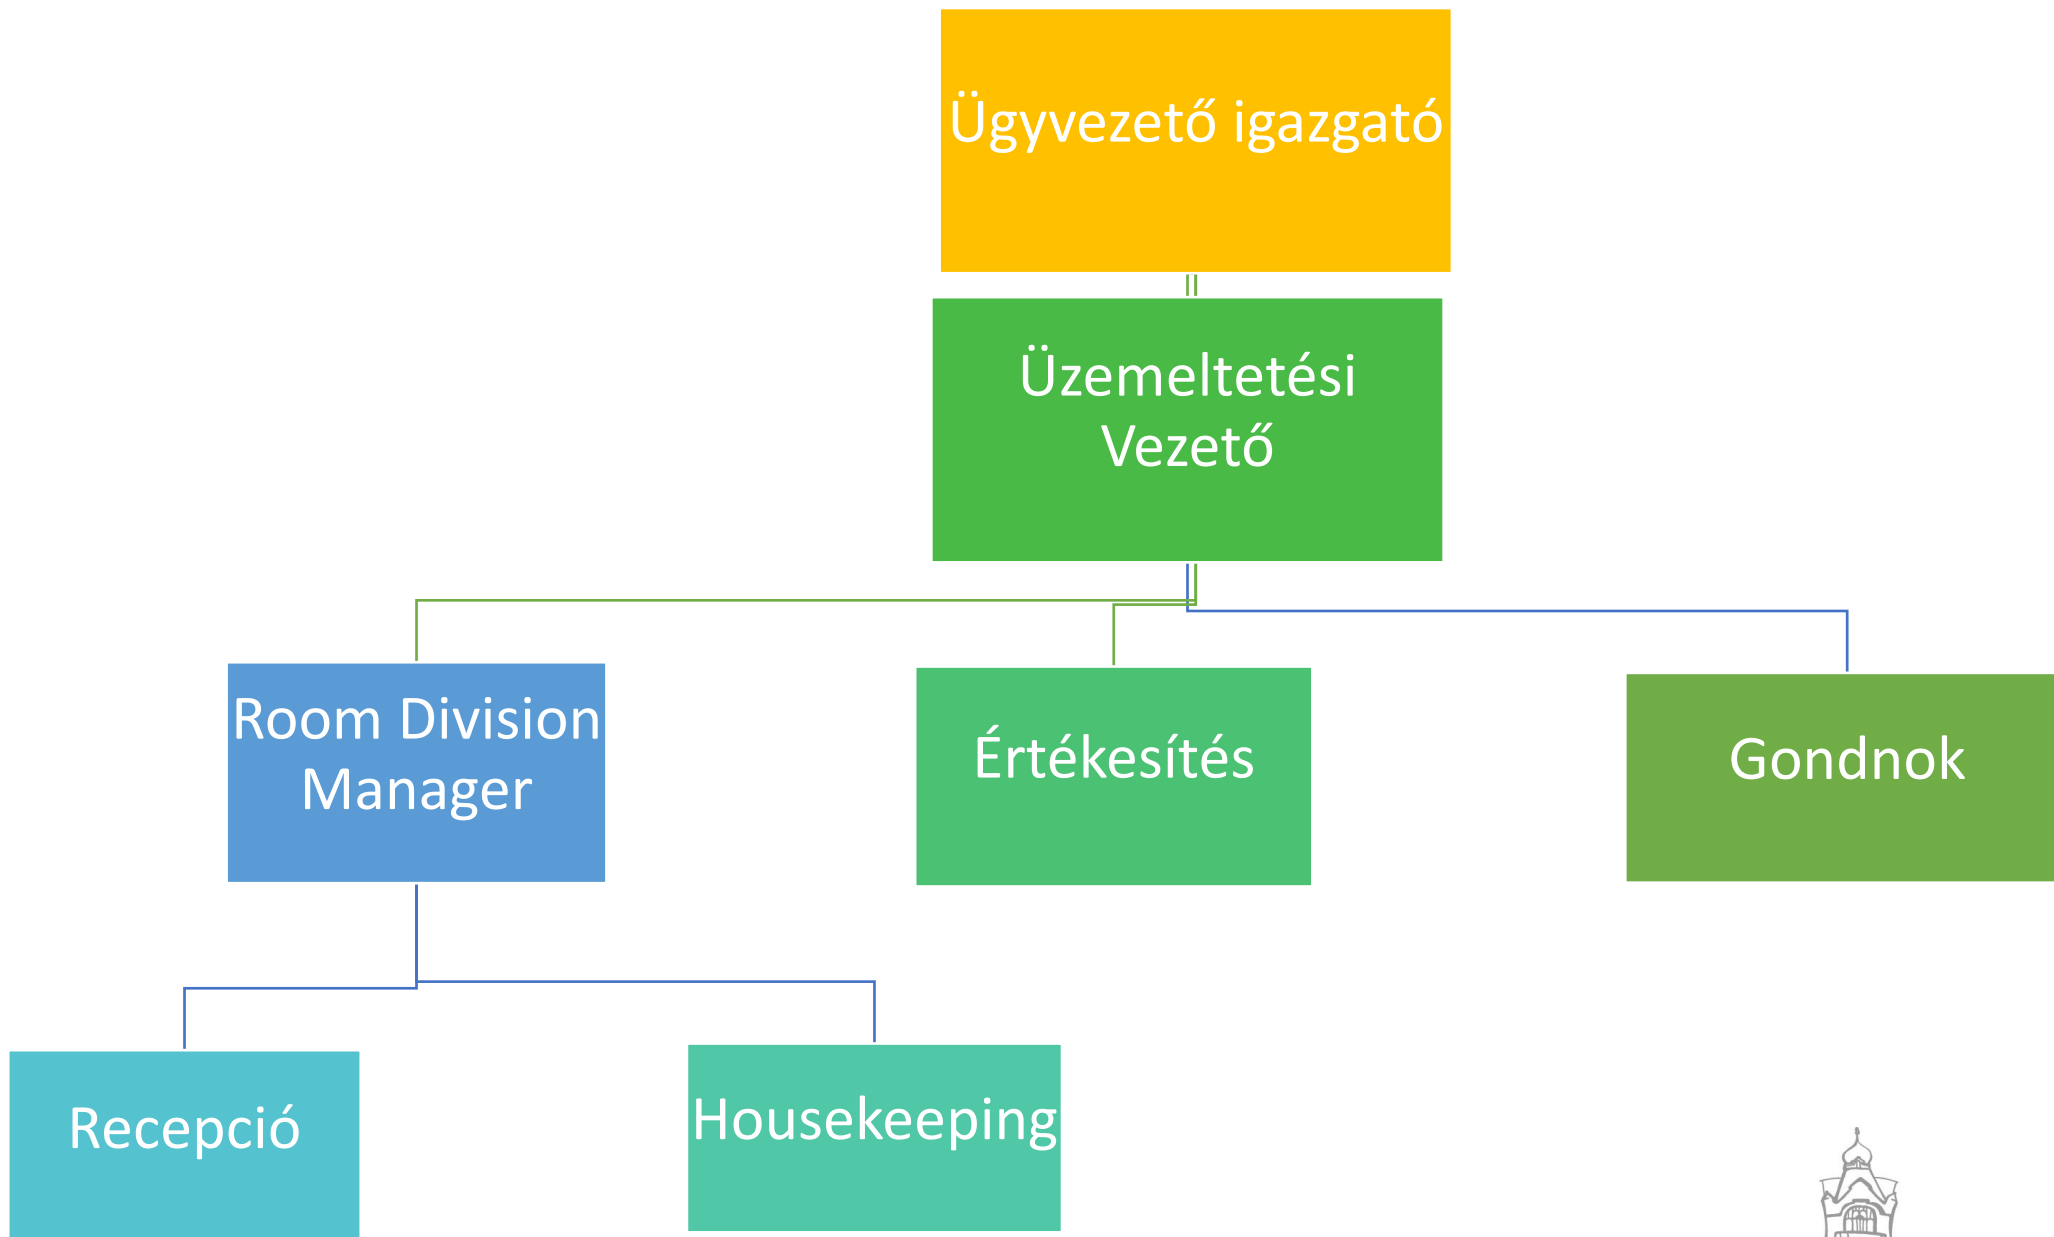 Ügyvezető igazgató
Üzemeltetési
Vezető
Room Division
Manager
Értékesítés
Gondnok
Recepció
Housekeeping